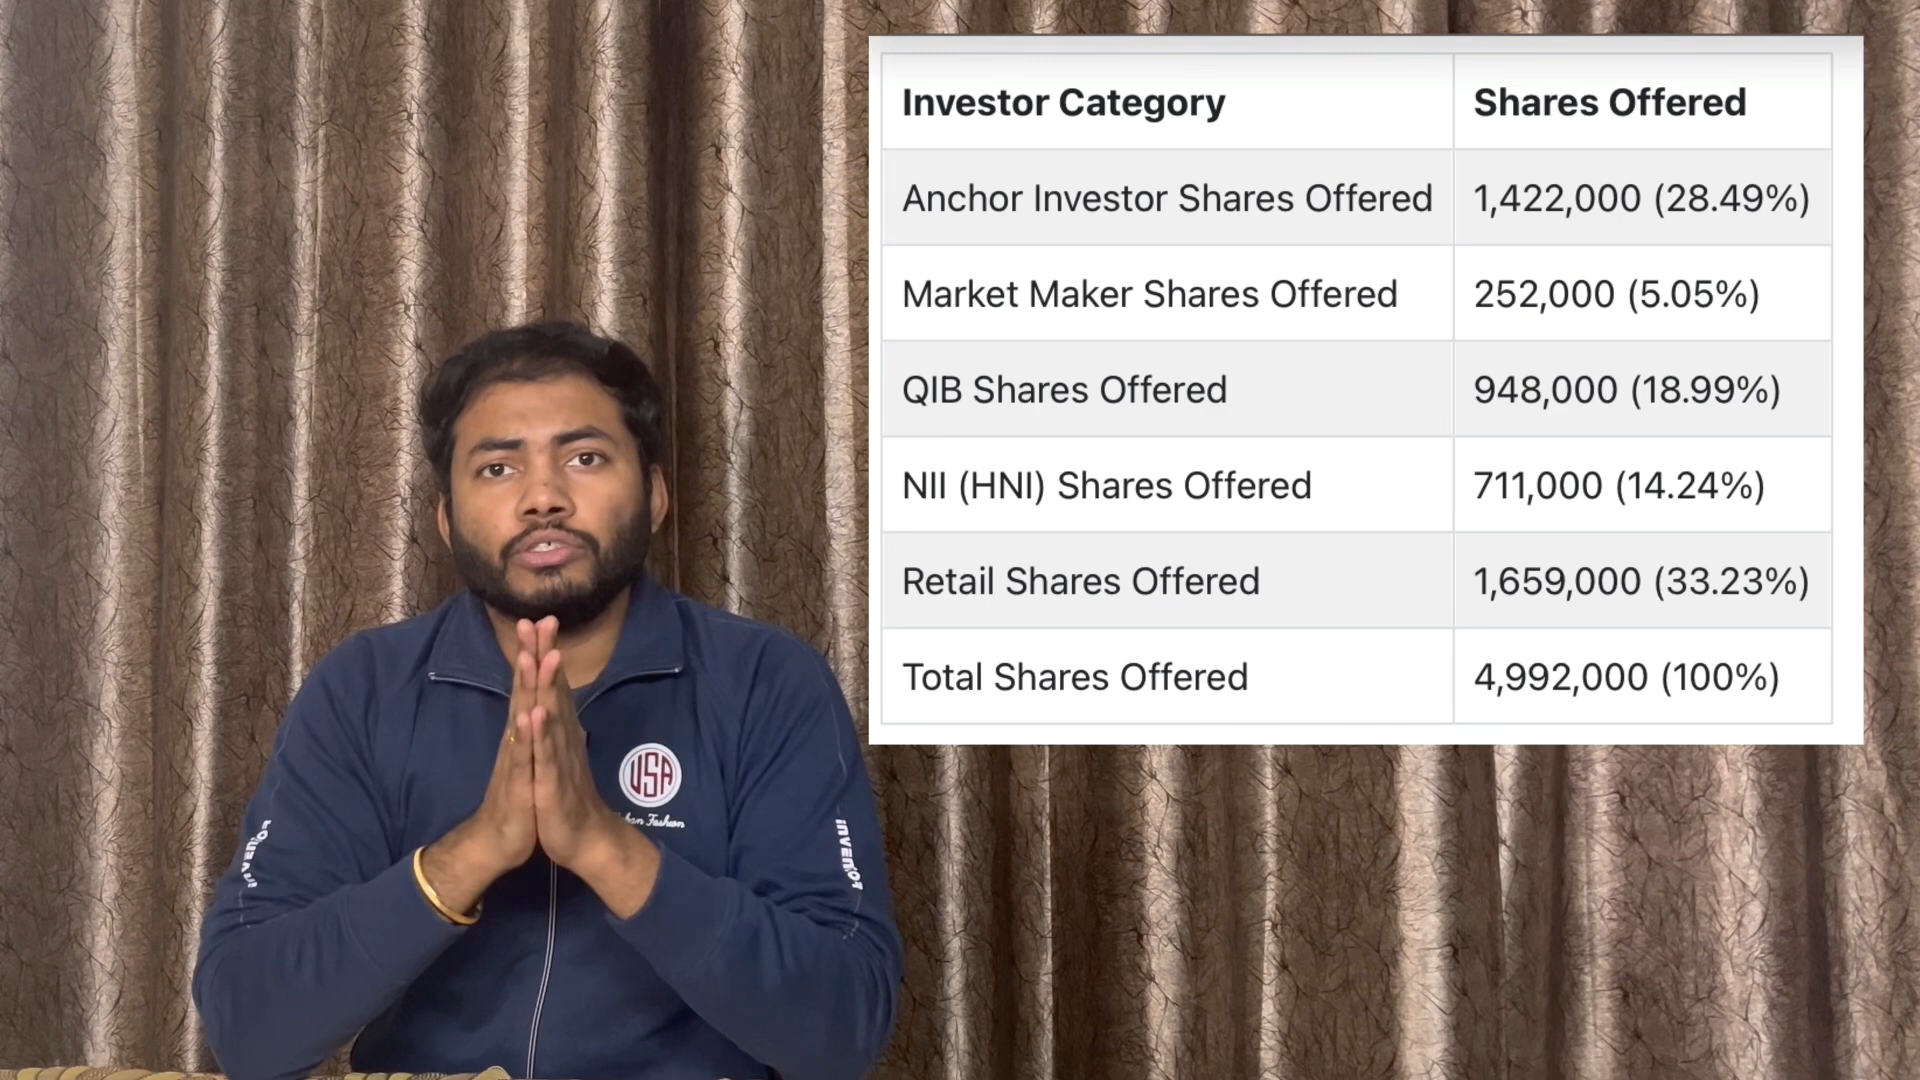 Investor Category Shares Offered
Anchor Investor Shares Offered 1,422,000 (28.49%)
Market Maker Shares Offered 252,000 (5.05%)
QIB Shares Offered 948,000 (18.99%)
NII (HNI) Shares Offered 711,000 (14.24%)
Retail Shares Offered 1,659,000 (33.23%)
Total Shares Offered 4,992,000 (100%)
USA
Fashion
INVENTOR